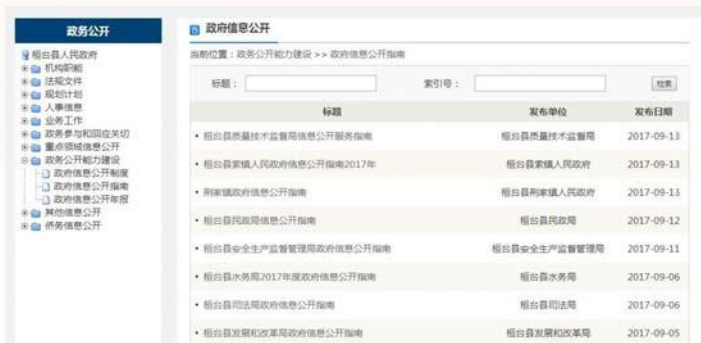 政务公开
桓台县人民政府
机构职能
法规文件
规划计划
人事信息
业务工作
政务参与和回应关切
重点领域信息公开
政务公开能力建设
政府信息公开制度
政府信息公开指南
政府信息公开年报
其他信息公开
侨务信息公开
政府信息公开
当前位置：政务公开能力建设 >> 政府信息公开指南
标题： 索引号： 检索
标题 发布单位 发布日期
• 桓台县质量技术监督局信息公开服务指南 桓台县质量技术监督局 2017-09-13
• 桓台县索镇人民政府信息公开指南2017年 桓台县索镇人民政府 2017-09-13
• 荆家镇政府信息公开指南 桓台县荆家镇人民政府 2017-09-13
• 桓台县民政局信息公开指南 桓台县民政局 2017-09-12
• 桓台县安全生产监督管理局政府信息公开指南 桓台县安全生产监督管理局 2017-09-11
• 桓台县水务局2017年度政府信息公开指南 桓台县水务局 2017-09-06
• 桓台县司法局政府信息公开指南 桓台县司法局 2017-09-06
• 桓台县发展和改革局政府信息公开指南 桓台县发展和改革局 2017-09-05